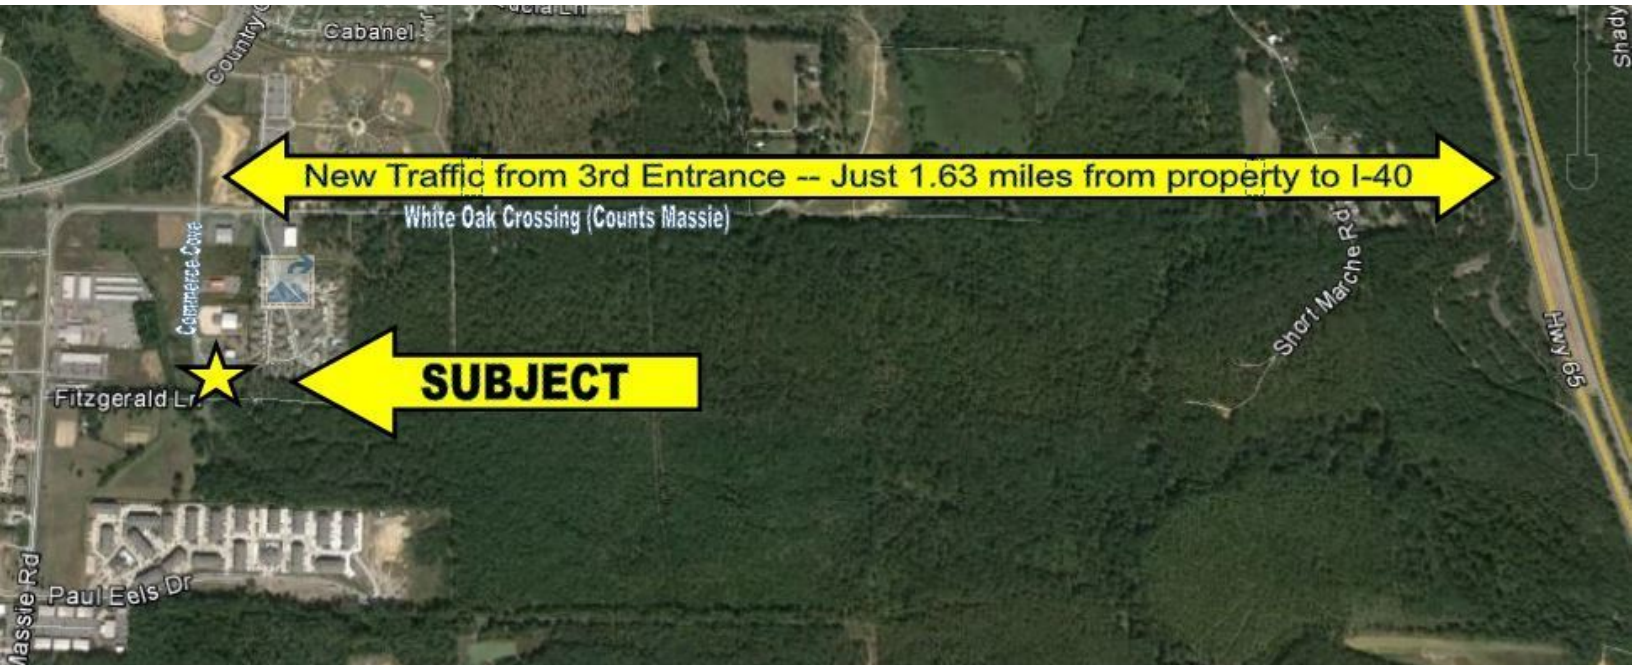 Cabanel
Country
Shady
New Traffic from 3rd Entrance -- Just 1.63 miles from property to I-40
White Oak Crossing (Counts Massie)
Commerce Cove
Short Marche Rd
Hwy 65
SUBJECT
Fitzgerald Ln
Paul Eels Dr
Massie Rd